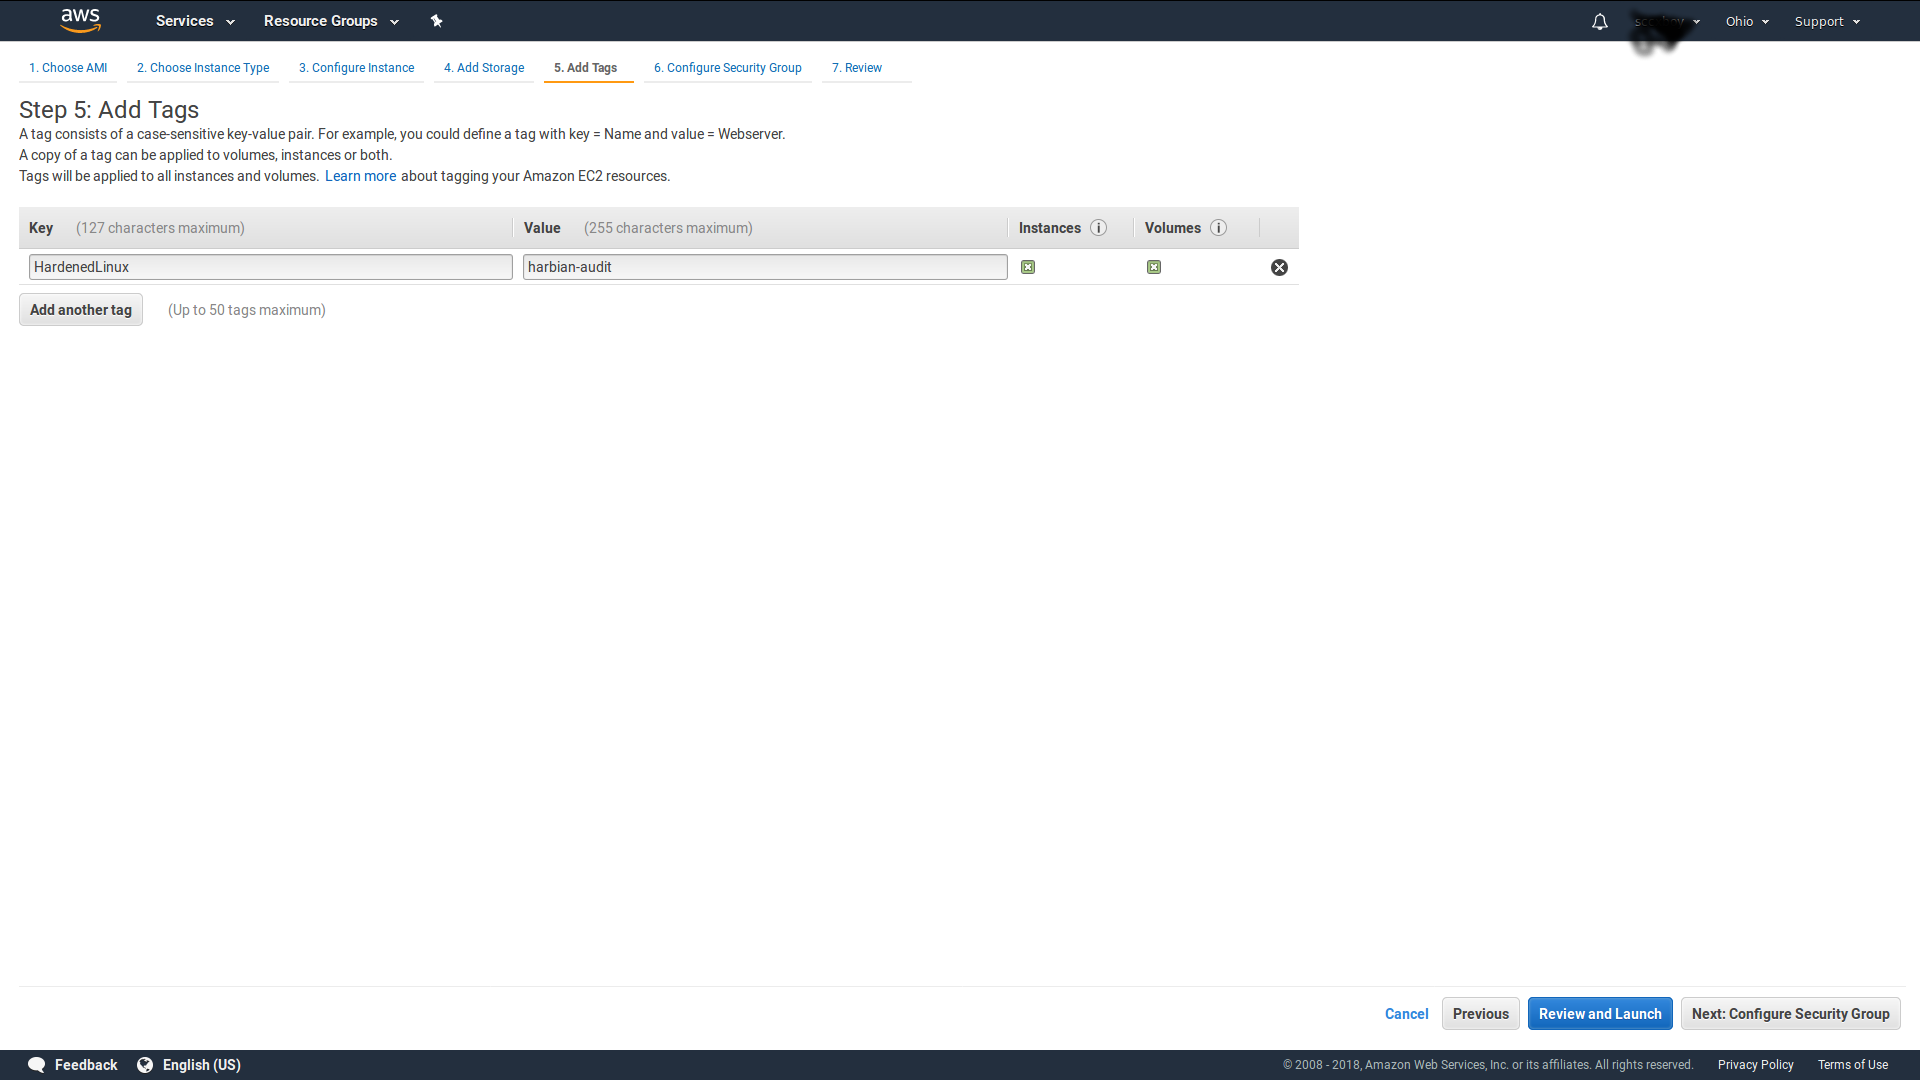 aws Services Resource Groups Ohio Support
1. Choose AMI 2. Choose Instance Type 3. Configure Instance 4. Add Storage 5. Add Tags 6. Configure Security Group 7. Review
Step 5: Add Tags
A tag consists of a case-sensitive key-value pair. For example, you could define a tag with key = Name and value = Webserver.
A copy of a tag can be applied to volumes, instances or both.
Tags will be applied to all instances and volumes. Learn more about tagging your Amazon EC2 resources.
Key (127 characters maximum) Value (255 characters maximum) Instances Volumes
HardenedLinux harbian-audit
Add another tag (Up to 50 tags maximum)
Cancel Previous Review and Launch Next: Configure Security Group
Feedback English (US) © 2008 - 2018, Amazon Web Services, Inc. or its affiliates. All rights reserved. Privacy Policy Terms of Use